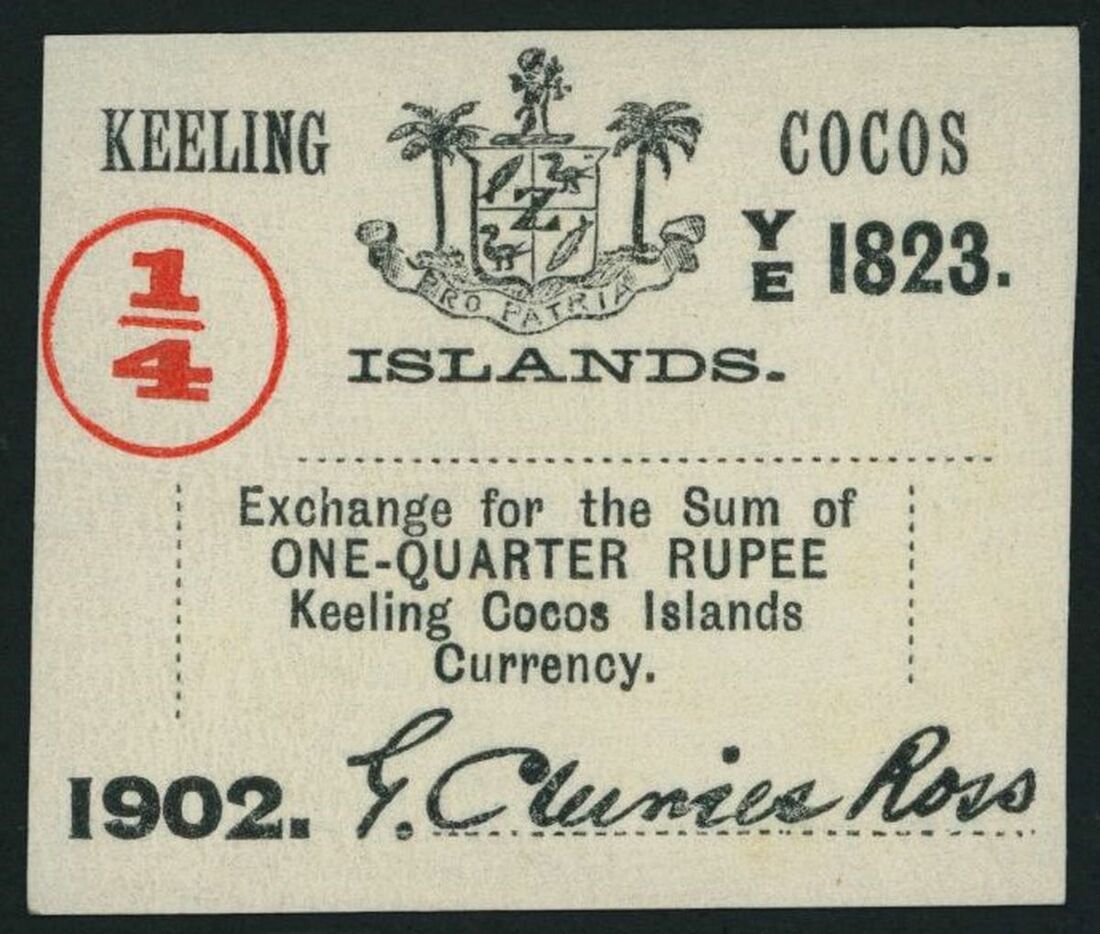 KEELING COCOS
Z
YE 1823.
1/4
PRO PATRIA
ISLANDS.
Exchange for the Sum of
ONE-QUARTER RUPEE
Keeling Cocos Islands
Currency.
1902. G. Clunies Ross